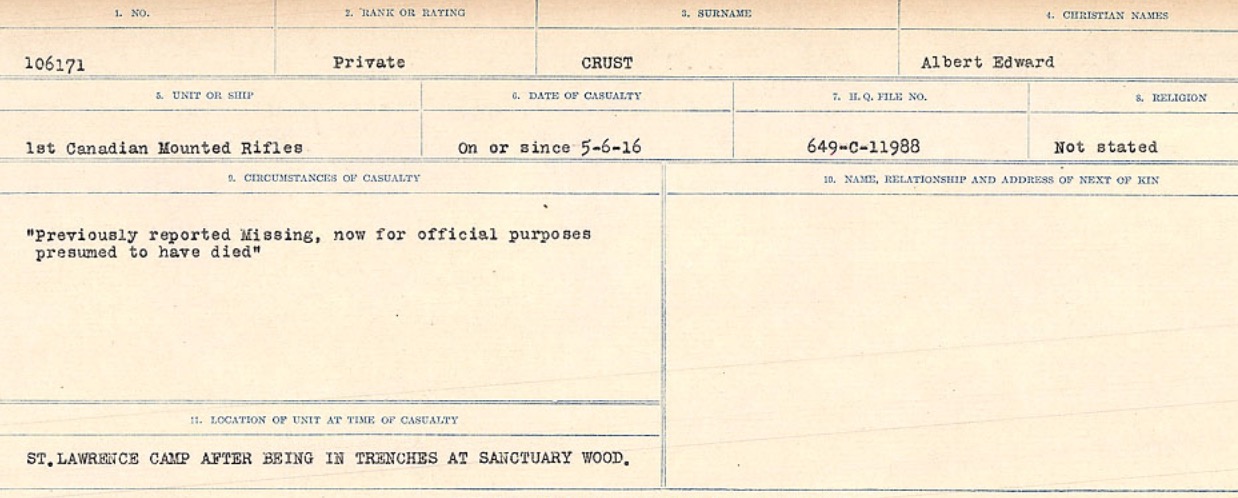 1. NO. 2. RANK OR RATING 3. SURNAME 4. CHRISTIAN NAMES
106171 Private CRUST Albert Edward
5. UNIT OR SHIP 6. DATE OF CASUALTY 7. H.Q. FILE NO. 8. RELIGION
1st Canadian Mounted Rifles On or since 5-6-16 649-C-11988 Not stated
9. CIRCUMSTANCES OF CASUALTY 10. NAME, RELATIONSHIP AND ADDRESS OF NEXT OF KIN
"Previously reported Missing, now for official purposes
presumed to have died"
11. LOCATION OF UNIT AT TIME OF CASUALTY
ST.LAWRENCE CAMP AFTER BEING IN TRENCHES AT SANCTUARY WOOD.